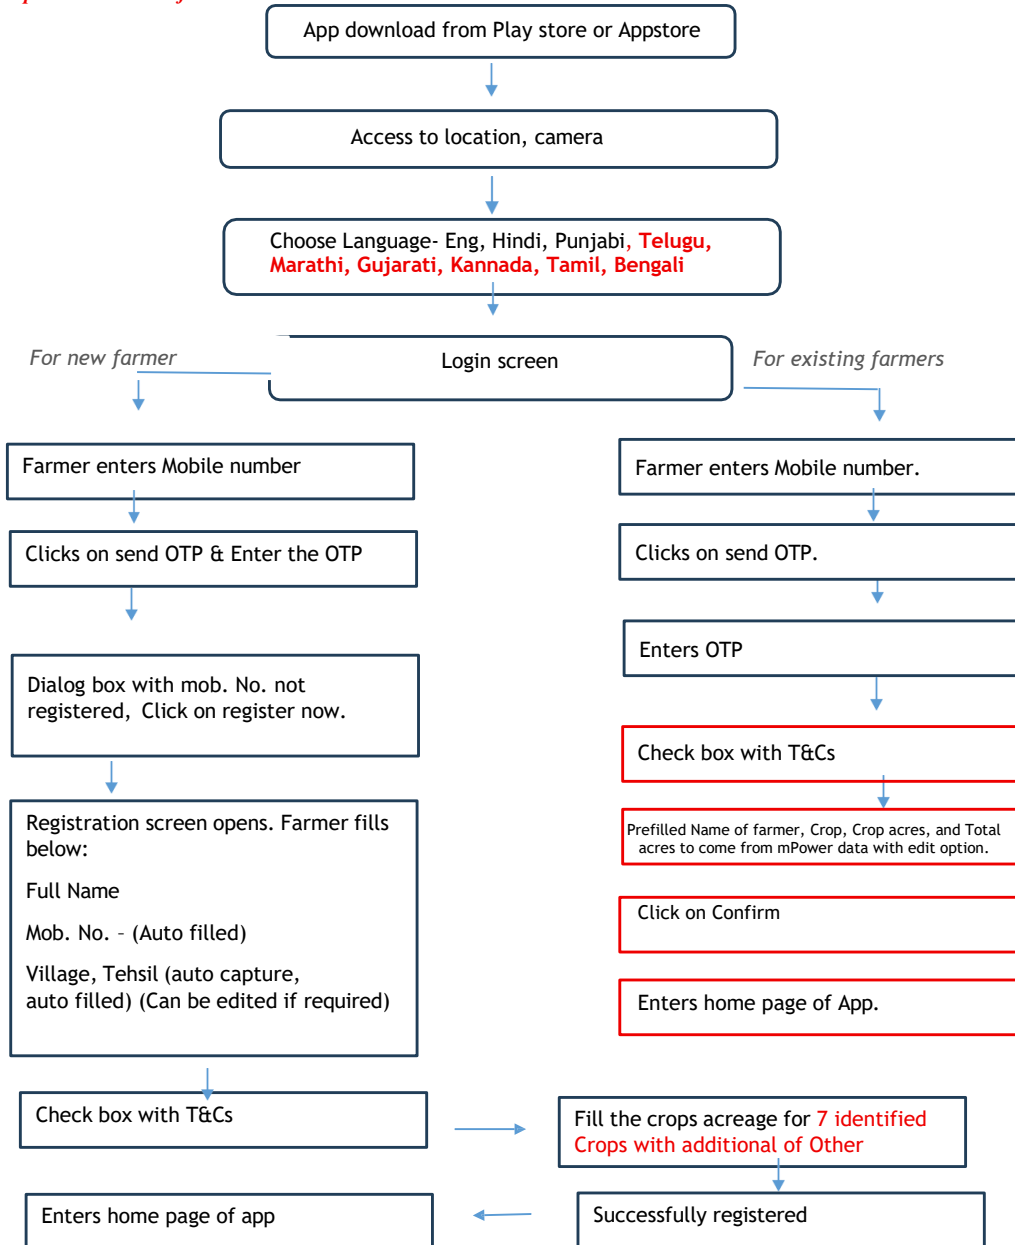 App download from Play store or Appstore
Access to location, camera
Choose Language- Eng, Hindi, Punjabi, Telugu,
Marathi, Gujarati, Kannada, Tamil, Bengali
For new farmer
Login screen
For existing farmers
Farmer enters Mobile number
Clicks on send OTP & Enter the OTP
Dialog box with mob. No. not
registered, Click on register now.
Registration screen opens. Farmer fills
below:
Full Name
Mob. No. – (Auto filled)
Village, Tehsil (auto capture,
auto filled) (Can be edited if required)
Check box with T&Cs
Farmer enters Mobile number.
Clicks on send OTP.
Enters OTP
Check box with T&Cs
Prefilled Name of farmer, Crop, Crop acres, and Total
acres to come from mPower data with edit option.
Click on Confirm
Enters home page of App.
Fill the crops acreage for 7 identified
Crops with additional of Other
Successfully registered
Enters home page of app